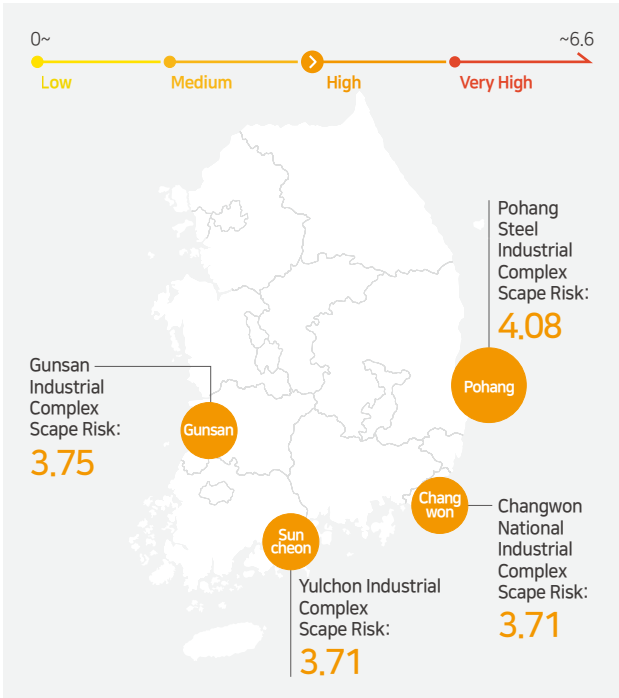 0~
~6.6
Low
Medium
High
Very High
Pohang
Steel
Industrial
Complex
Scape Risk:
4.08
Pohang
Gunsan
Industrial
Complex
Scape Risk:
3.75
Gunsan
Chang
won
Changwon
National
Industrial
Complex
Scape Risk:
3.71
Sun
cheon
Yulchon Industrial
Complex
Scape Risk:
3.71